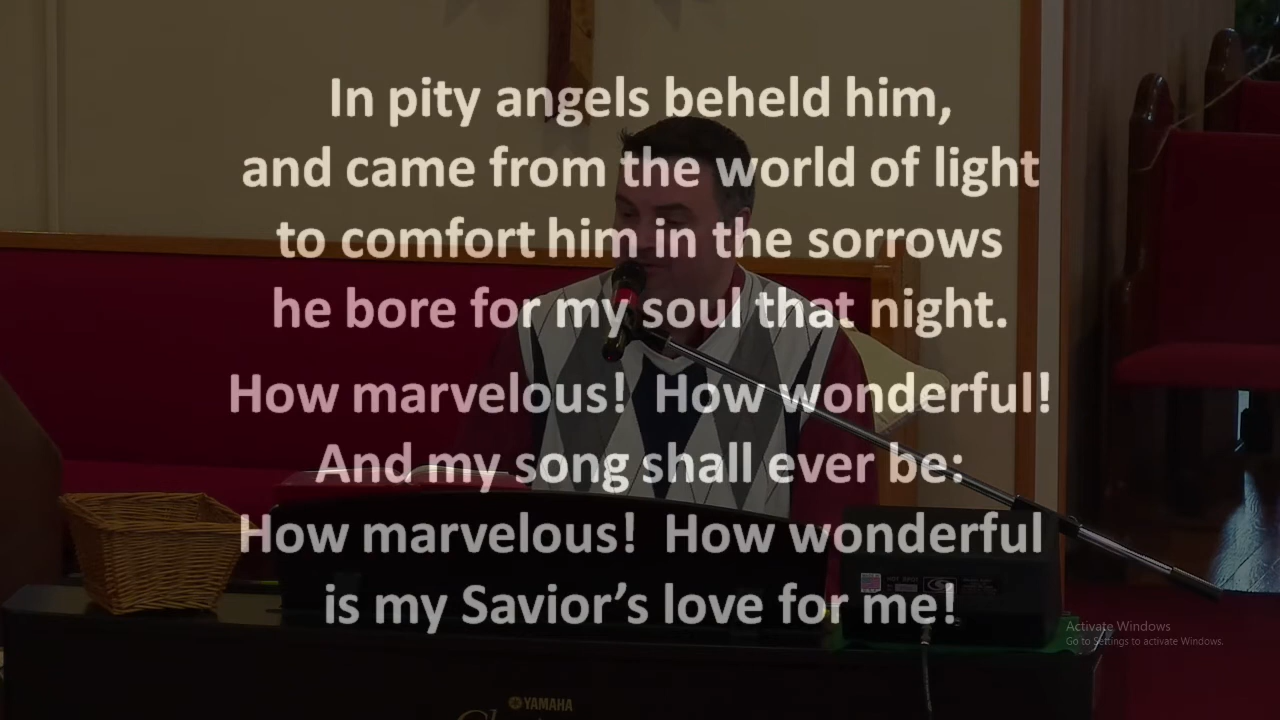 In pity angels beheld him,
and came from the world of light
to comfort him in the sorrows
he bore for my soul that night.
How marvelous!  How wonderful!
And my song shall ever be:
How marvelous!  How wonderful
is my Savior’s love for me!
HOT SPOT
Activate Windows
Go to Settings to activate Windows.
YAMAHA